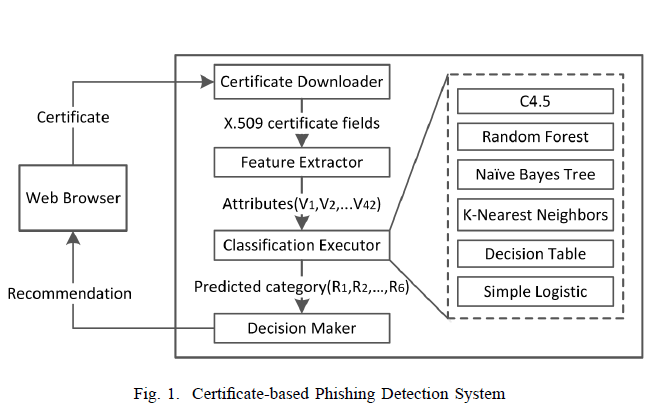 Certificate Downloader
Certificate
X.509 certificate fields
Feature Extractor
Web Browser
Attributes(V1,V2,...V42)
Classification Executor
Predicted category(R1,R2,...,R6)
Recommendation
Decision Maker
C4.5
Random Forest
Naïve Bayes Tree
K-Nearest Neighbors
Decision Table
Simple Logistic
Fig. 1. Certificate-based Phishing Detection System